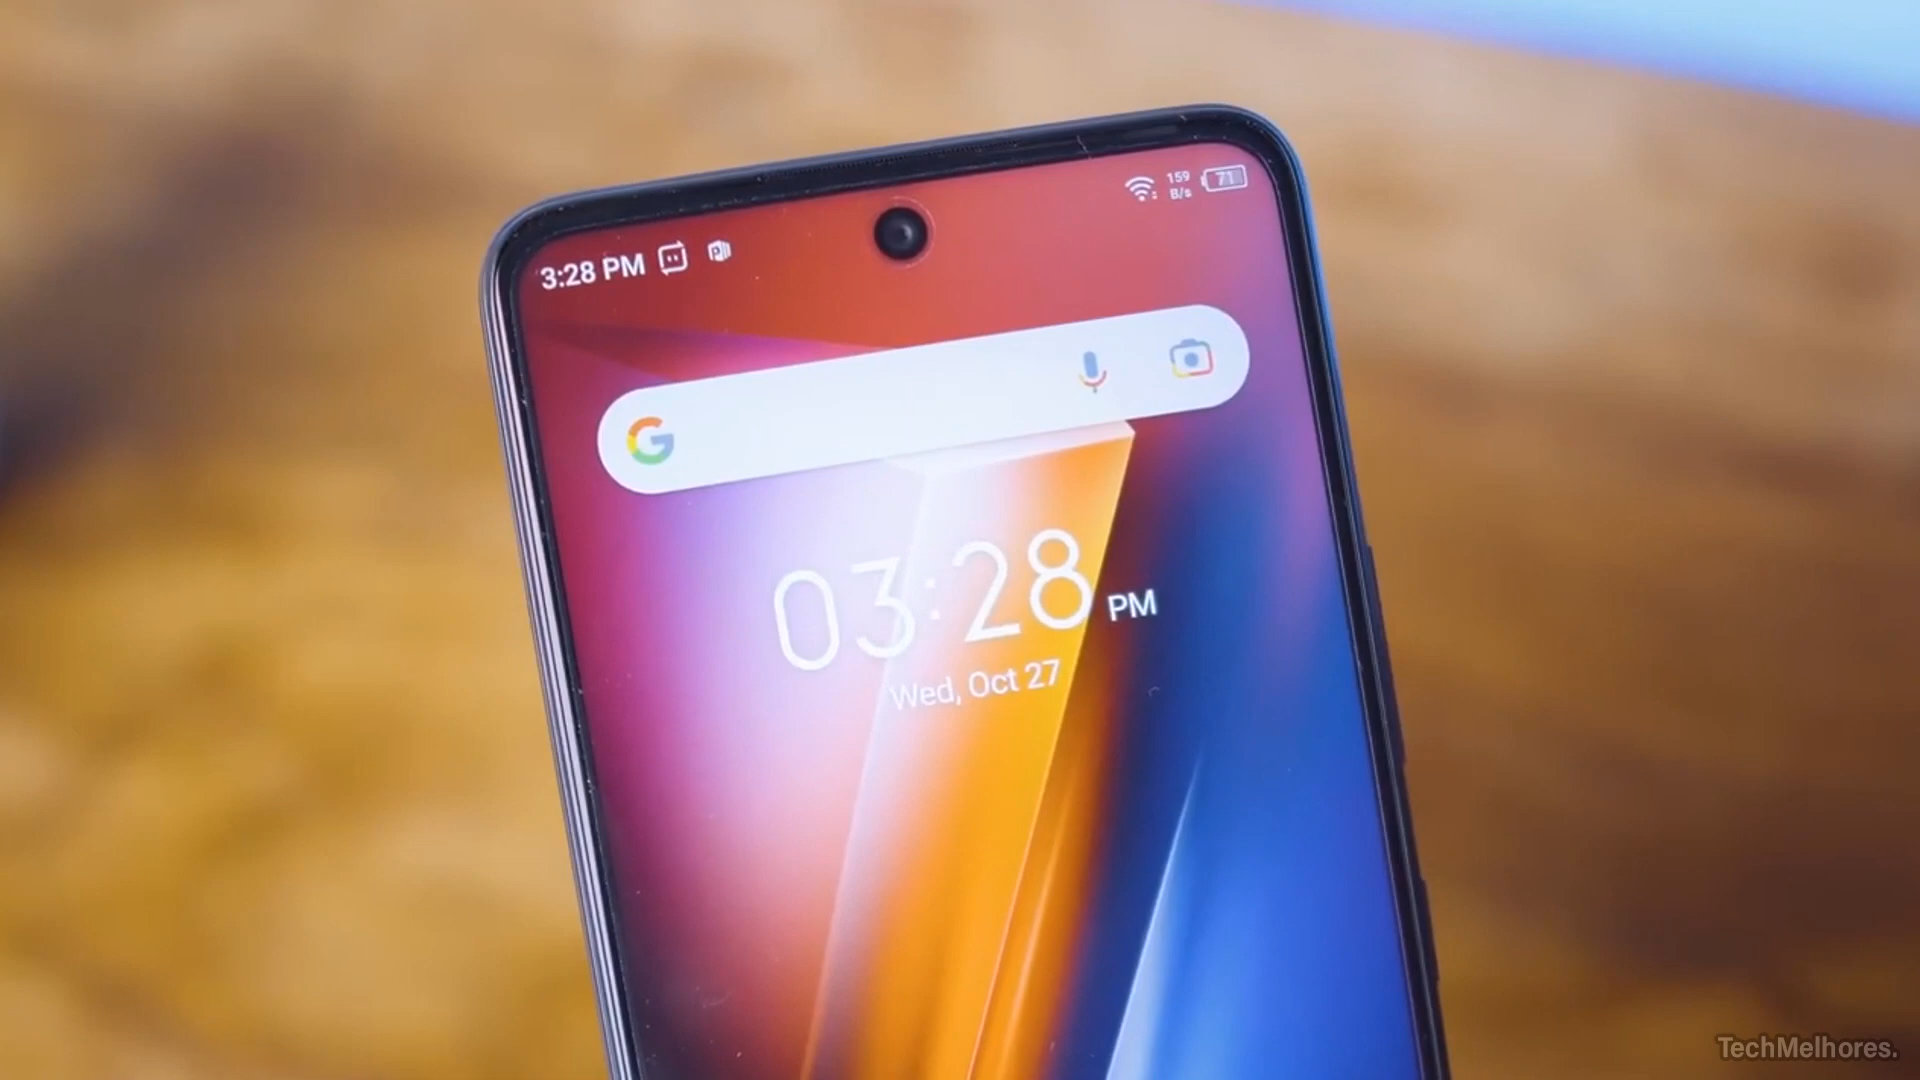 3:28 PM
159
B/s
71
G
03:28 PM
Wed, Oct 27
TechMelhores.